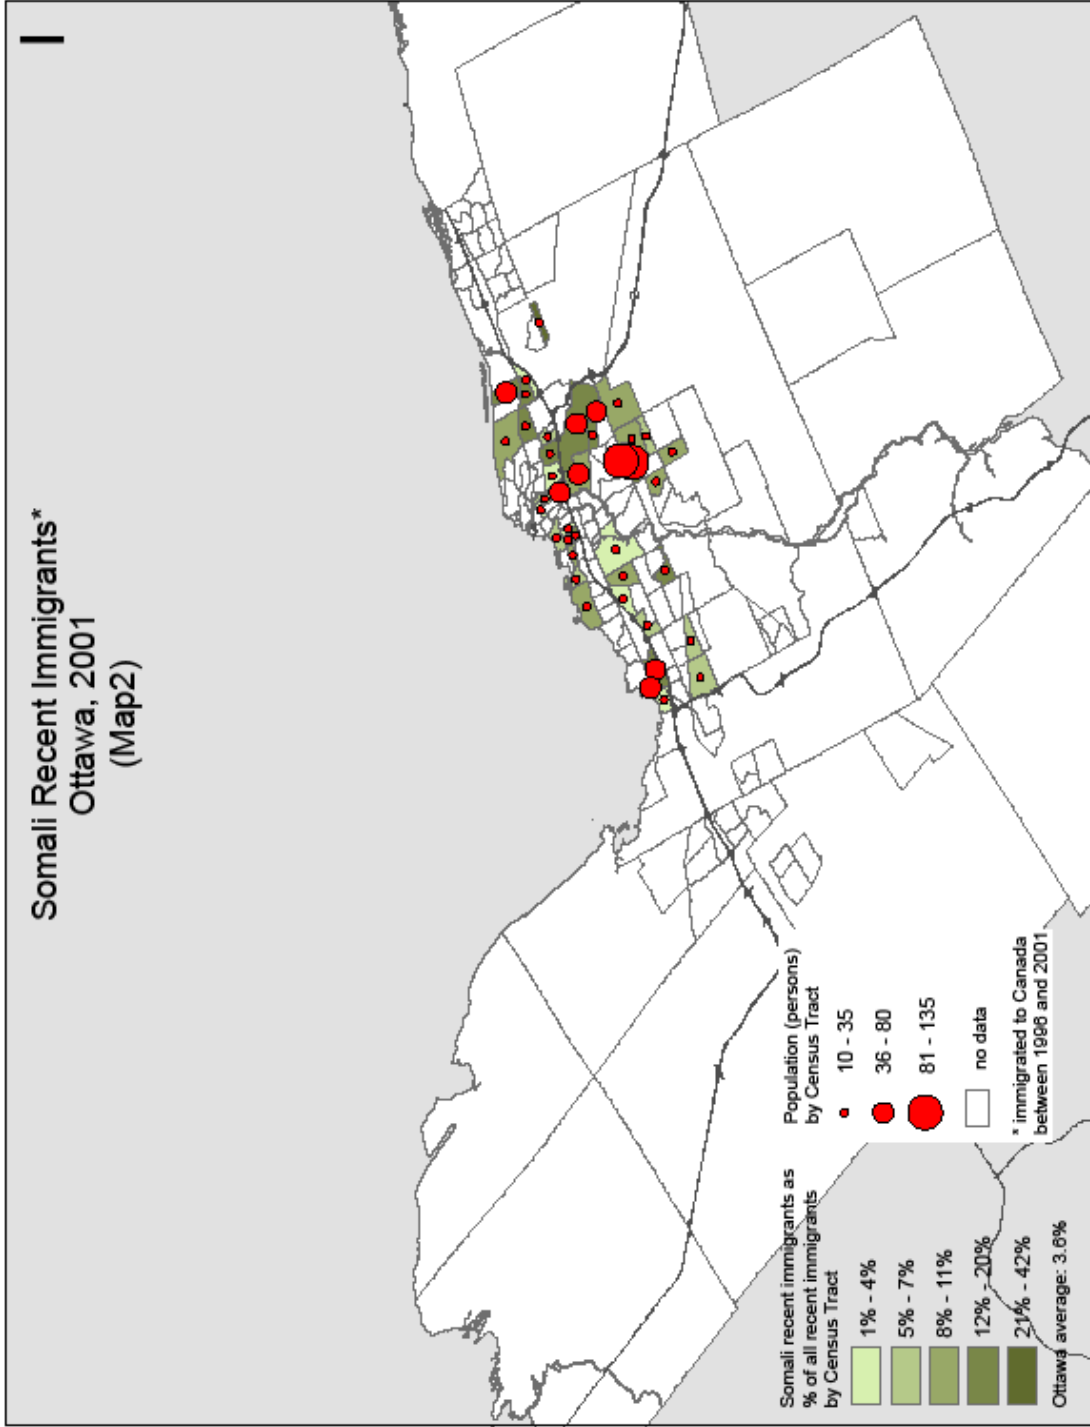 Somali Recent Immigrants*
Ottawa, 2001
(Map2)
Somali recent immigrants as
% of all recent immigrants
by Census Tract
1% - 4%
5% - 7%
8% - 11%
12% - 20%
21% - 42%
Ottawa average: 3.6%
Population (persons)
by Census Tract
10 - 35
36 - 80
81 - 135
no data
* immigrated to Canada
between 1996 and 2001